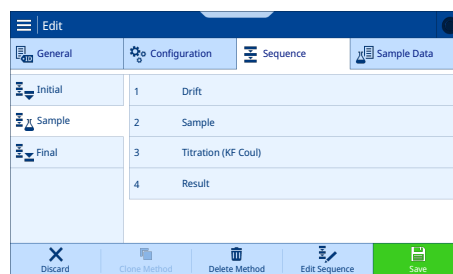 Edit
General
Configuration
Sequence
Sample Data
Initial
Sample
Final
1 Drift
2 Sample
3 Titration (KF Coul)
4 Result
Discard
Clone Method
Delete Method
Edit Sequence
Save